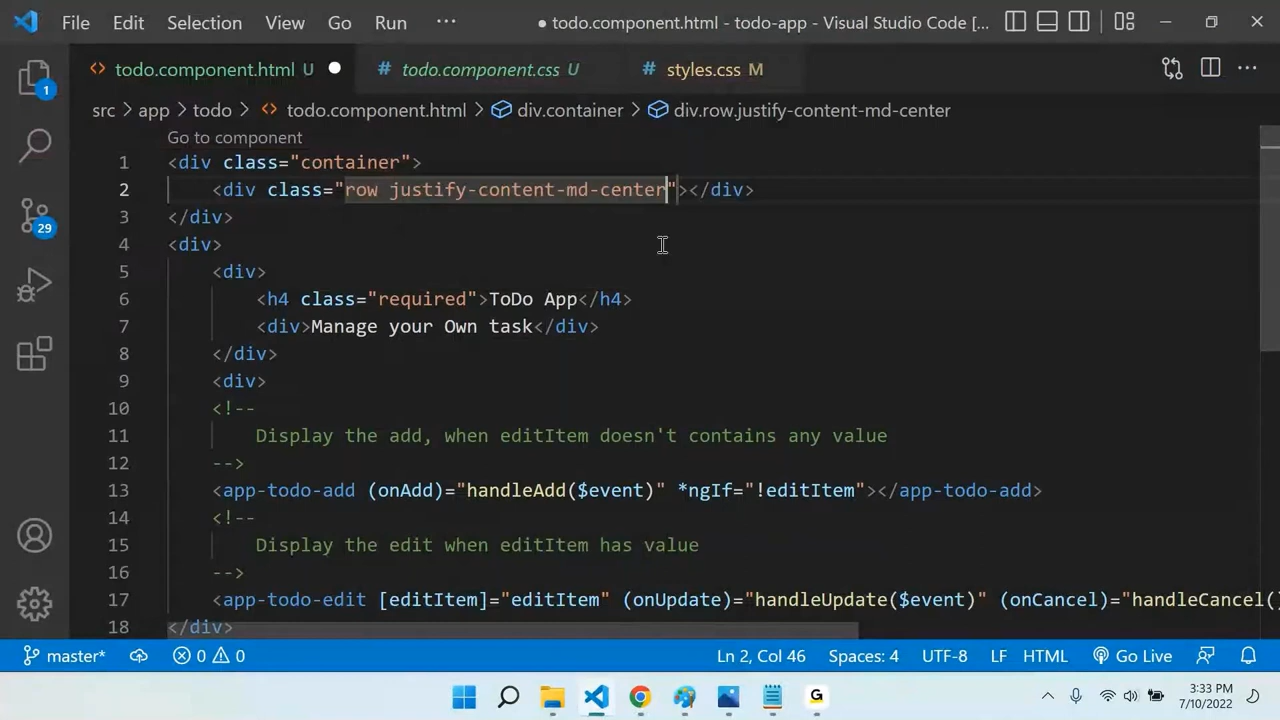 File Edit Selection View Go Run ··· ● todo.component.html - todo-app - Visual Studio Code [...
todo.component.html U ● # todo.component.css U # styles.css M
src > app > todo > todo.component.html > div.container > div.row.justify-content-md-center
Go to component
1 <div class="container">
2 <div class="row justify-content-md-center"></div>
3 </div>
4 <div>
5 <div>
6 <h4 class="required">ToDo App</h4>
7 <div>Manage your Own task</div>
8 </div>
9 <div>
10 <!--
11 Display the add, when editItem doesn't contains any value
12 -->
13 <app-todo-add (onAdd)="handleAdd($event)" *ngIf="!editItem"></app-todo-add>
14 <!--
15 Display the edit when editItem has value
16 -->
17 <app-todo-edit [editItem]="editItem" (onUpdate)="handleUpdate($event)" (onCancel)="handleCancel()
18 </div>
1
29
master* 0 0 Ln 2, Col 46 Spaces: 4 UTF-8 LF HTML Go Live
G
3:33 PM
7/10/2022